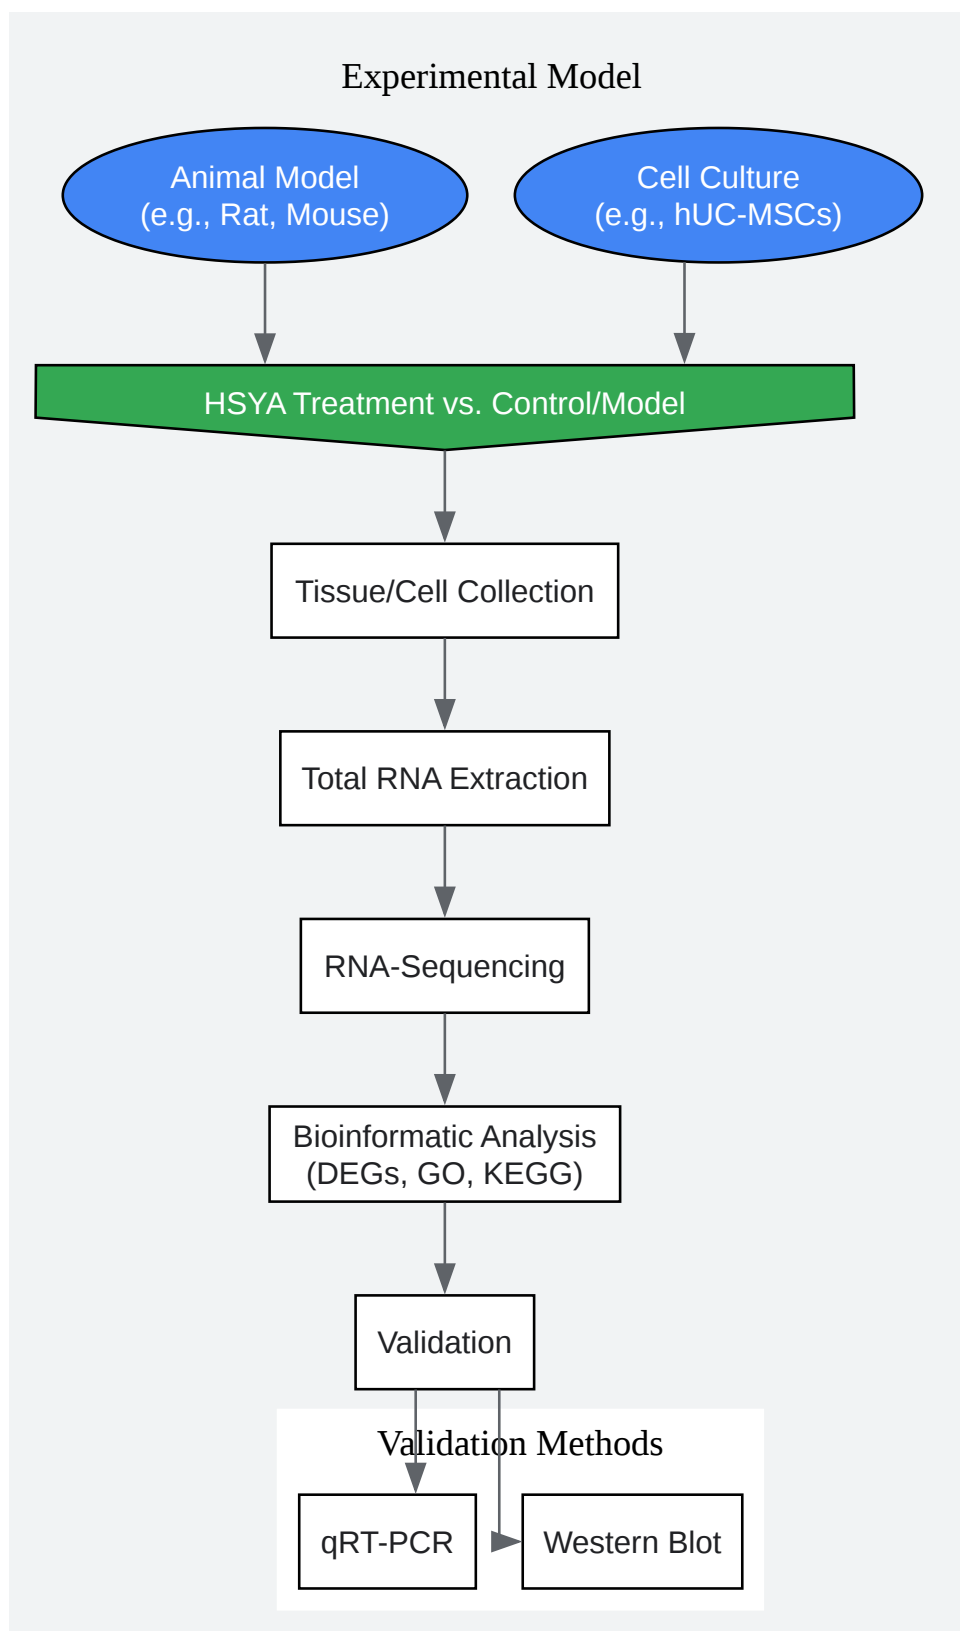 Experimental Model
Animal Model
(e.g., Rat, Mouse)
Cell Culture
(e.g., hUC-MSCs)
HSYA Treatment vs. Control/Model
Tissue/Cell Collection
Total RNA Extraction
RNA-Sequencing
Bioinformatic Analysis
(DEGs, GO, KEGG)
Validation
Validation Methods
qRT-PCR
Western Blot